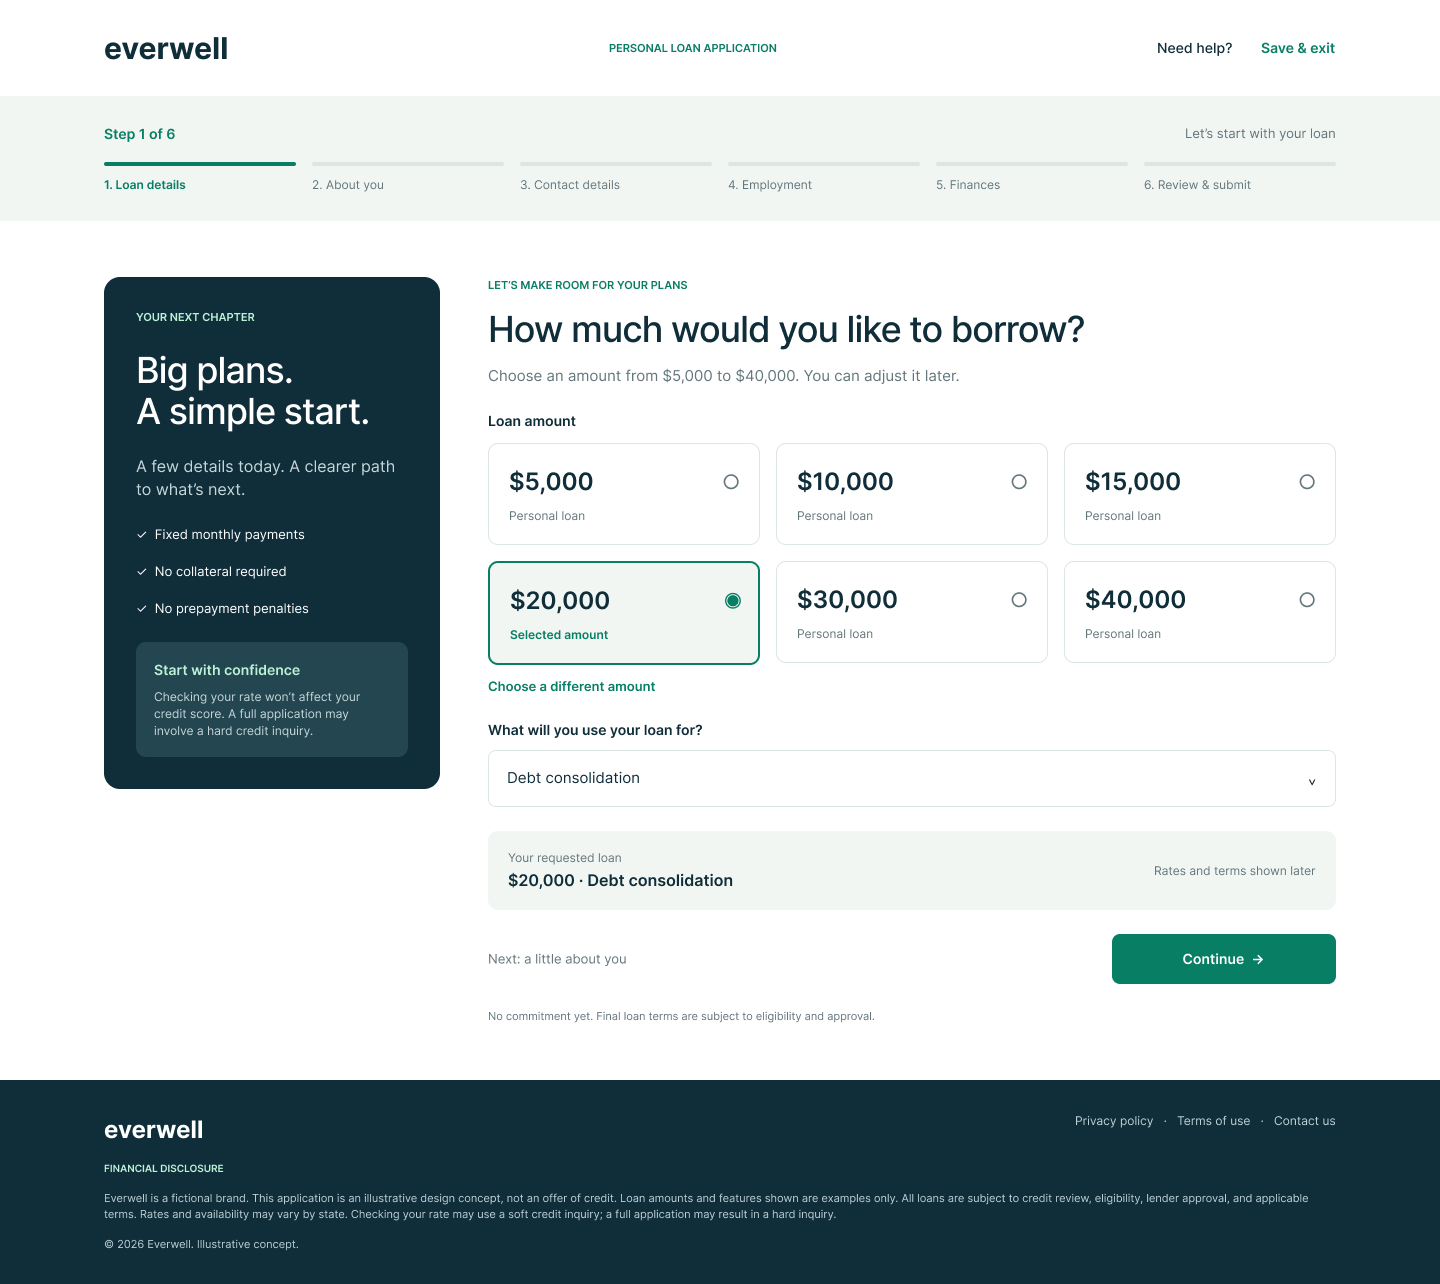 everwell
PERSONAL LOAN APPLICATION
Need help?
Save & exit
Step 1 of 6
Let’s start with your loan
1. Loan details
2. About you
3. Contact details
4. Employment
5. Finances
6. Review & submit
YOUR NEXT CHAPTER
Big plans.
A simple start.
A few details today. A clearer path
to what’s next.
✓ Fixed monthly payments
✓ No collateral required
✓ No prepayment penalties
Start with confidence
Checking your rate won’t affect your
credit score. A full application may
involve a hard credit inquiry.
LET’S MAKE ROOM FOR YOUR PLANS
How much would you like to borrow?
Choose an amount from $5,000 to $40,000. You can adjust it later.
Loan amount
$5,000
Personal loan
$10,000
Personal loan
$15,000
Personal loan
$20,000
Selected amount
$30,000
Personal loan
$40,000
Personal loan
Choose a different amount
What will you use your loan for?
Debt consolidation
Your requested loan
$20,000 · Debt consolidation
Rates and terms shown later
Next: a little about you
Continue →
No commitment yet. Final loan terms are subject to eligibility and approval.
everwell
Privacy policy · Terms of use · Contact us
FINANCIAL DISCLOSURE
Everwell is a fictional brand. This application is an illustrative design concept, not an offer of credit. Loan amounts and features shown are examples only. All loans are subject to credit review, eligibility, lender approval, and applicable
terms. Rates and availability may vary by state. Checking your rate may use a soft credit inquiry; a full application may result in a hard inquiry.
© 2026 Everwell. Illustrative concept.